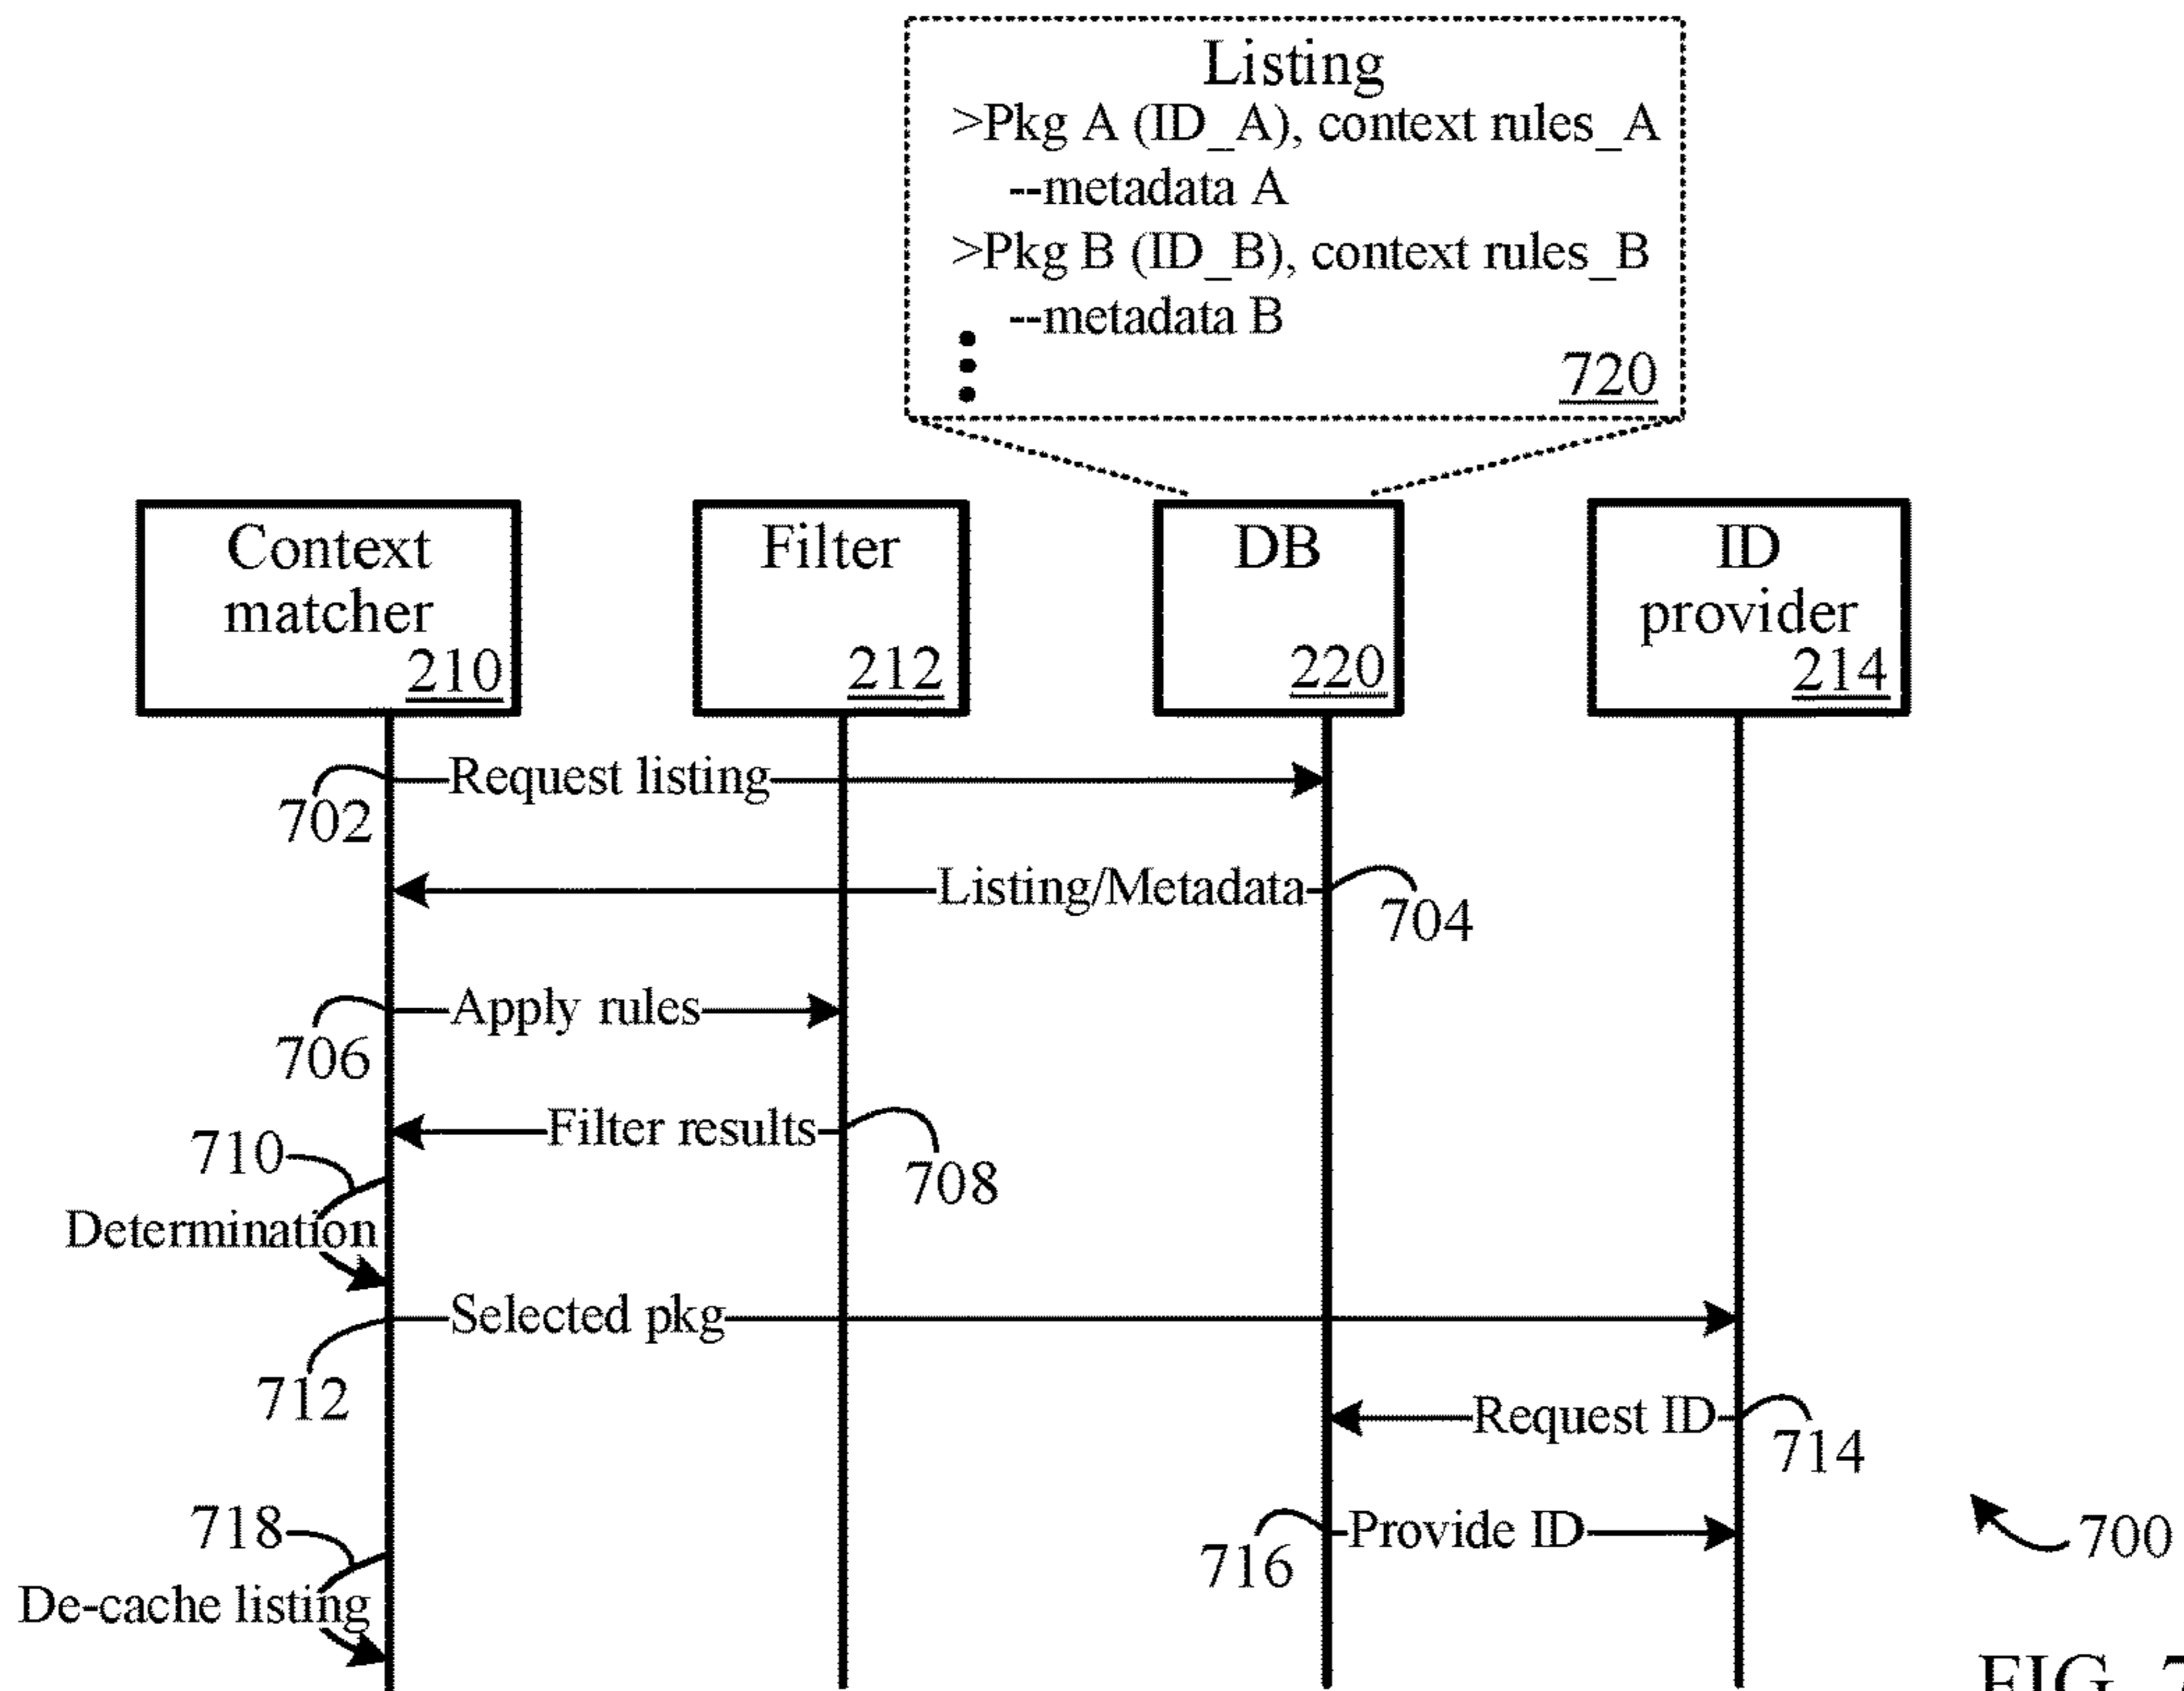 Listing
>Pkg A (ID_A), context rules_A
--metadata A
>Pkg B (ID_B), context rules_B
--metadata B
720
Context
matcher
210
Filter
212
DB
220
ID
provider
214
Request listing
702
Listing/Metadata
704
Apply rules
706
Filter results
708
710
Determination
Selected pkg
712
Request ID
714
Provide ID
716
718
De-cache listing
700
FIG. 7